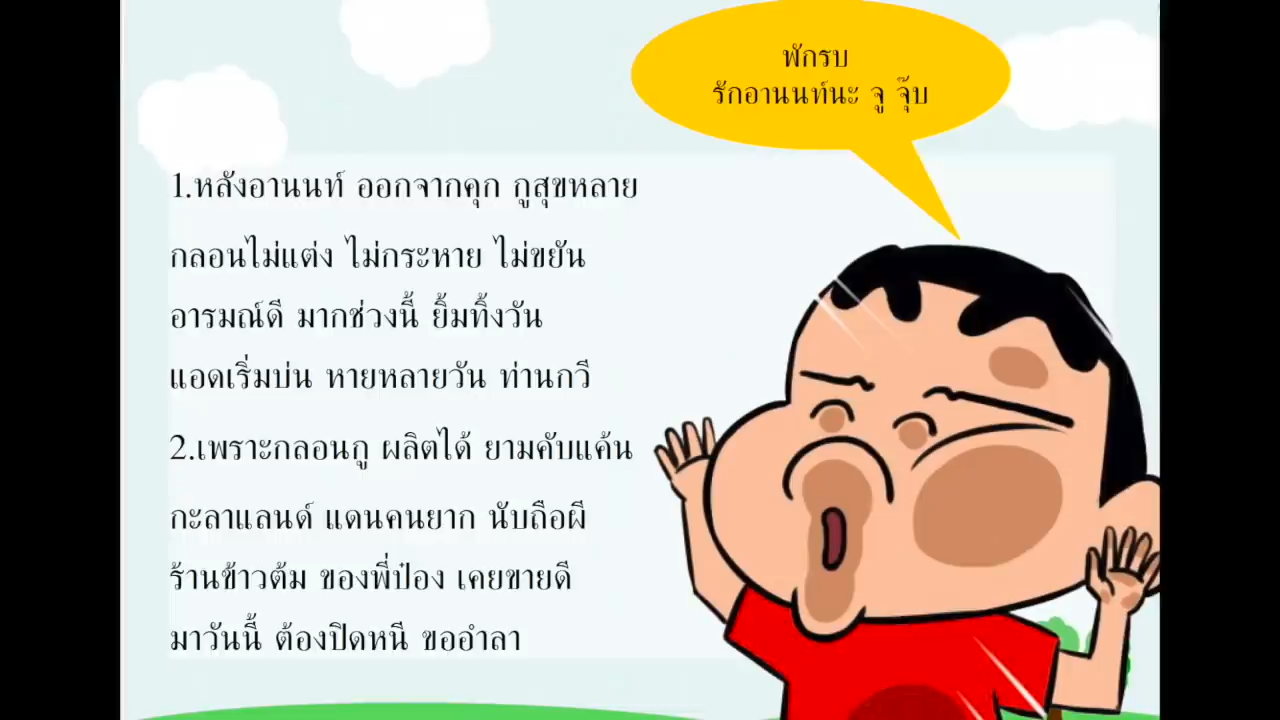 พักรบ
รักอานนท์นะ จู จุ๊บ
1.หลังอานนท์ ออกจากคุก กูสุขหลาย
กลอนไม่แต่ง ไม่กระหาย ไม่ขยัน
อารมณ์ดี มากช่วงนี้ ยิ้มทิ้งวัน
แอดเริ่มบ่น หายหลายวัน ท่านกวี
2.เพราะกลอนกู ผลิตได้ ยามคับแค้น
กะลาแลนด์ แดนคนยาก นับถือผี
ร้านข้าวต้ม ของพี่ป๋อง เคยขายดี
มาวันนี้ ต้องปิดหนี ขออำลา